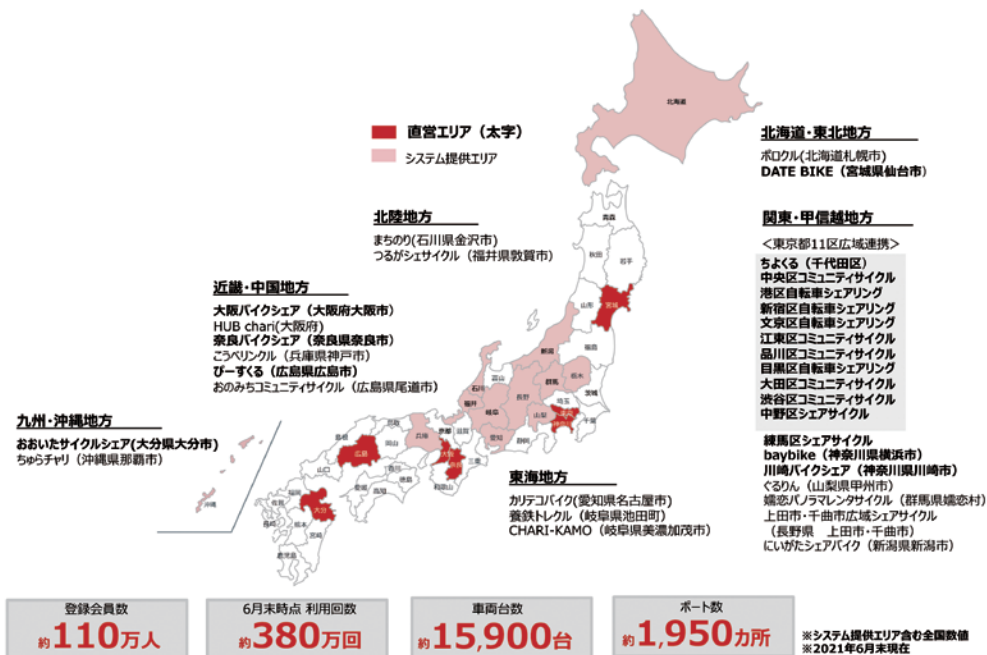 直営エリア（太字）
システム提供エリア
北海道・東北地方
ポロクル(北海道札幌市)
DATE BIKE（宮城県仙台市）
北陸地方
まちのり(石川県金沢市)
つるがシェサイクル（福井県敦賀市）
関東・甲信越地方
＜東京都11区広域連携＞
ちよくる（千代田区）
中央区コミュニティサイクル
港区自転車シェアリング
新宿区自転車シェアリング
文京区自転車シェアリング
江東区コミュニティサイクル
品川区コミュニティサイクル
目黒区自転車シェアリング
大田区コミュニティサイクル
渋谷区コミュニティサイクル
中野区シェアサイクル
練馬区シェアサイクル
baybike（神奈川県横浜市）
川崎バイクシェア（神奈川県川崎市）
ぐるりん（山梨県甲州市）
嬬恋パノラマレンタサイクル（群馬県嬬恋村）
上田市・千曲市広域シェアサイクル
（長野県　上田市・千曲市）
にいがたシェアバイク（新潟県新潟市）
近畿・中国地方
大阪バイクシェア（大阪府大阪市）
HUB chari(大阪府)
奈良バイクシェア（奈良県奈良市）
こうべリンクル（兵庫県神戸市）
ぴーすくる（広島県広島市）
おのみちコミュニティサイクル（広島県尾道市）
九州・沖縄地方
おおいたサイクルシェア(大分県大分市)
ちゅらチャリ（沖縄県那覇市）
東海地方
カリテコバイク(愛知県名古屋市)
養鉄トレクル（岐阜県池田町）
CHARI-KAMO（岐阜県美濃加茂市）
北海道
青森
秋田
岩手
山形
宮城
福島
新潟
富山
石川
福井
岐阜
長野
群馬
栃木
茨城
埼玉
東京
神奈川
千葉
山梨
静岡
愛知
三重
滋賀
京都
大阪
奈良
和歌山
兵庫
鳥取
岡山
島根
広島
山口
香川
徳島
愛媛
高知
福岡
佐賀
長崎
大分
熊本
宮崎
鹿児島
沖縄
登録会員数
約110万人
6月末時点 利用回数
約380万回
車両台数
約15,900台
ポート数
約1,950カ所
※システム提供エリア含む全国数値
※2021年6月末現在